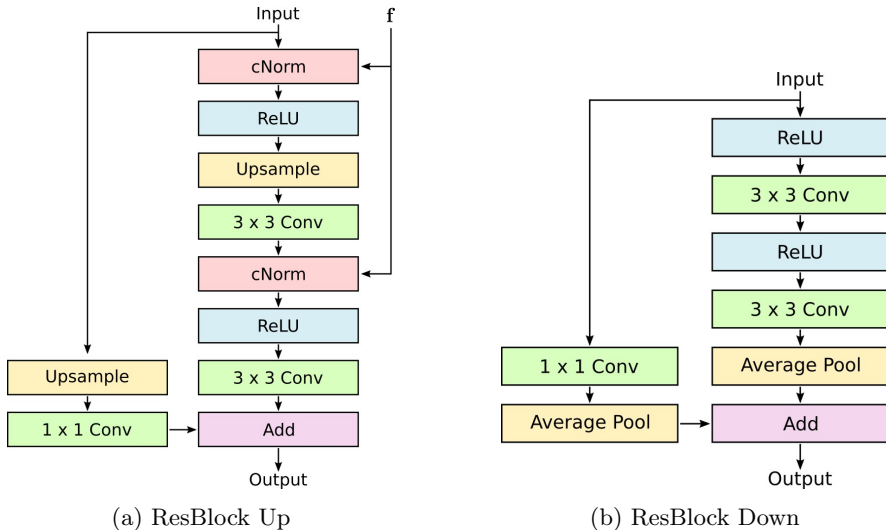 Input
f
cNorm
ReLU
Upsample
3 x 3 Conv
cNorm
ReLU
3 x 3 Conv
Upsample
1 x 1 Conv
Add
Output
(a) ResBlock Up
Input
ReLU
3 x 3 Conv
ReLU
3 x 3 Conv
Average Pool
1 x 1 Conv
Average Pool
Add
Output
(b) ResBlock Down